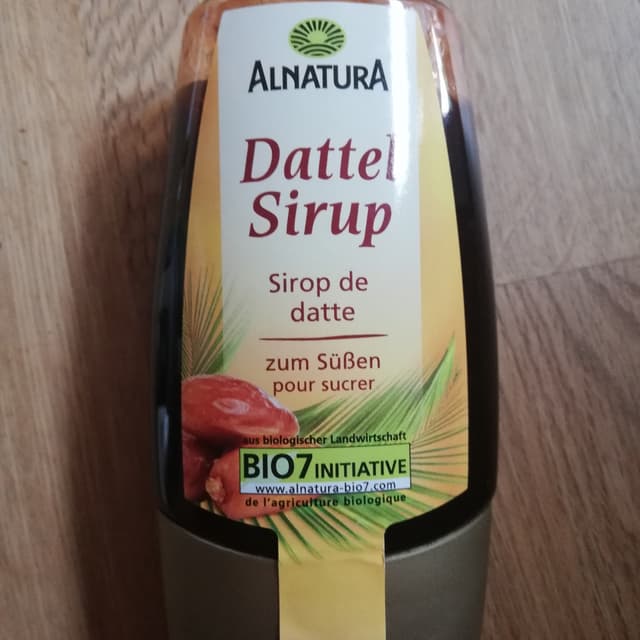 ALNATURA
Dattel
Sirup
Sirop de
datte
zum Süßen
pour sucrer
aus biologischer Landwirtschaft
BIO7 INITIATIVE
www.alnatura-bio7.com
de l'agriculture biologique